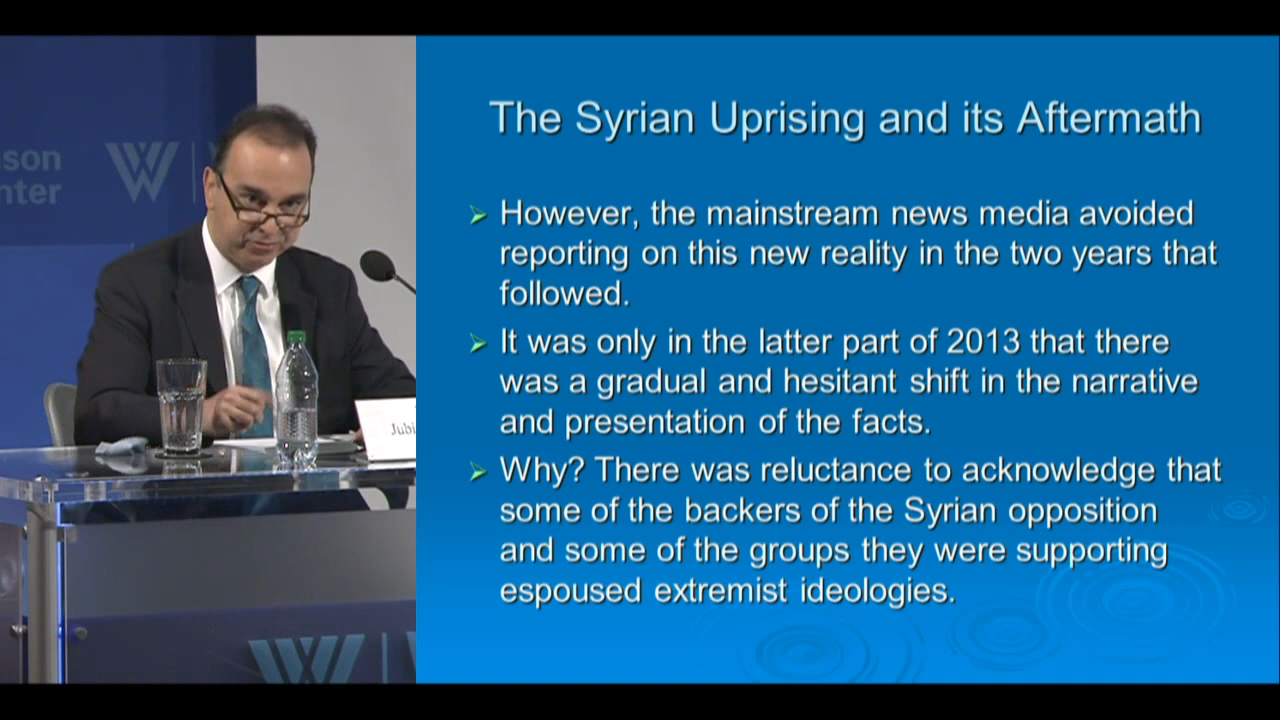 The Syrian Uprising and its Aftermath
However, the mainstream news media avoided
reporting on this new reality in the two years that
followed.
It was only in the latter part of 2013 that there
was a gradual and hesitant shift in the narrative
and presentation of the facts.
Why? There was reluctance to acknowledge that
some of the backers of the Syrian opposition
and some of the groups they were supporting
espoused extremist ideologies.
son
nter
W
Jubi
W